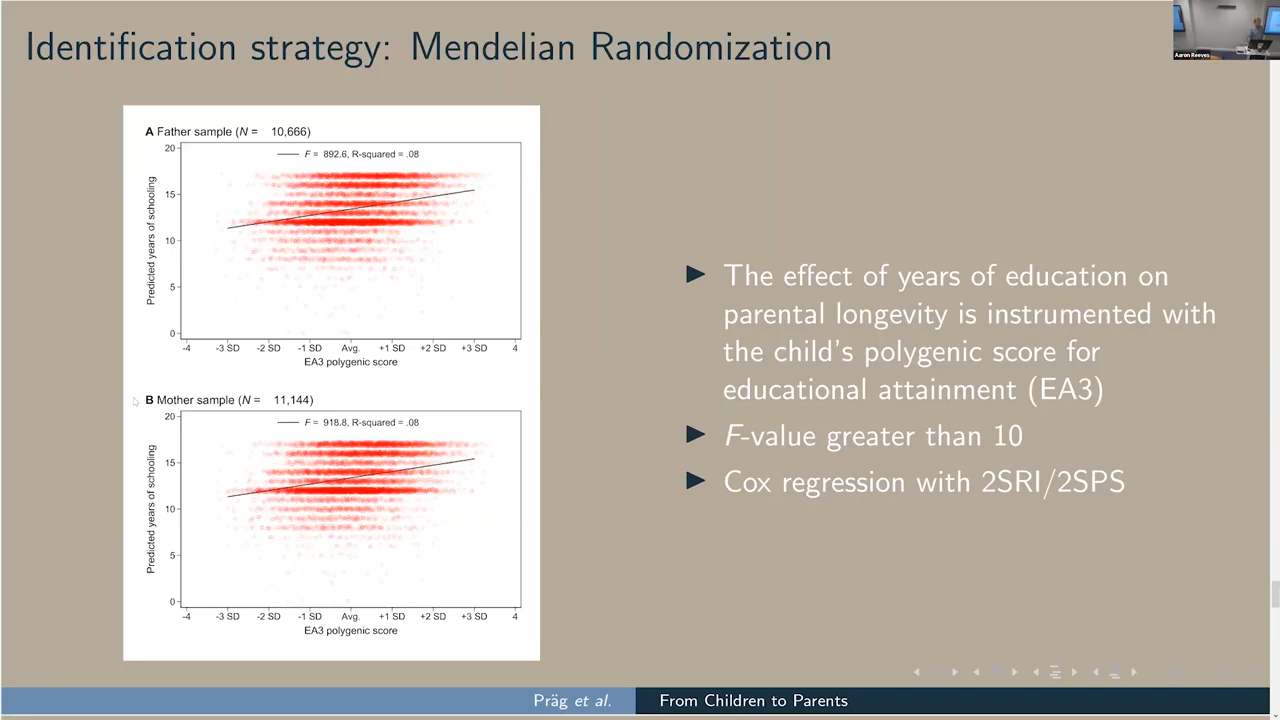 Identification strategy: Mendelian Randomization
Aaron Reeves
A Father sample (N = 10,666)
F = 892.6, R-squared = .08
Predicted years of schooling
20
15
10
5
0
-4 -3 SD -2 SD -1 SD Avg. +1 SD +2 SD +3 SD 4
EA3 polygenic score
B Mother sample (N = 11,144)
F = 918.8, R-squared = .08
Predicted years of schooling
20
15
10
5
0
-4 -3 SD -2 SD -1 SD Avg. +1 SD +2 SD +3 SD 4
EA3 polygenic score
The effect of years of education on
parental longevity is instrumented with
the child's polygenic score for
educational attainment (EA3)
F-value greater than 10
Cox regression with 2SRI/2SPS
Präg et al. From Children to Parents